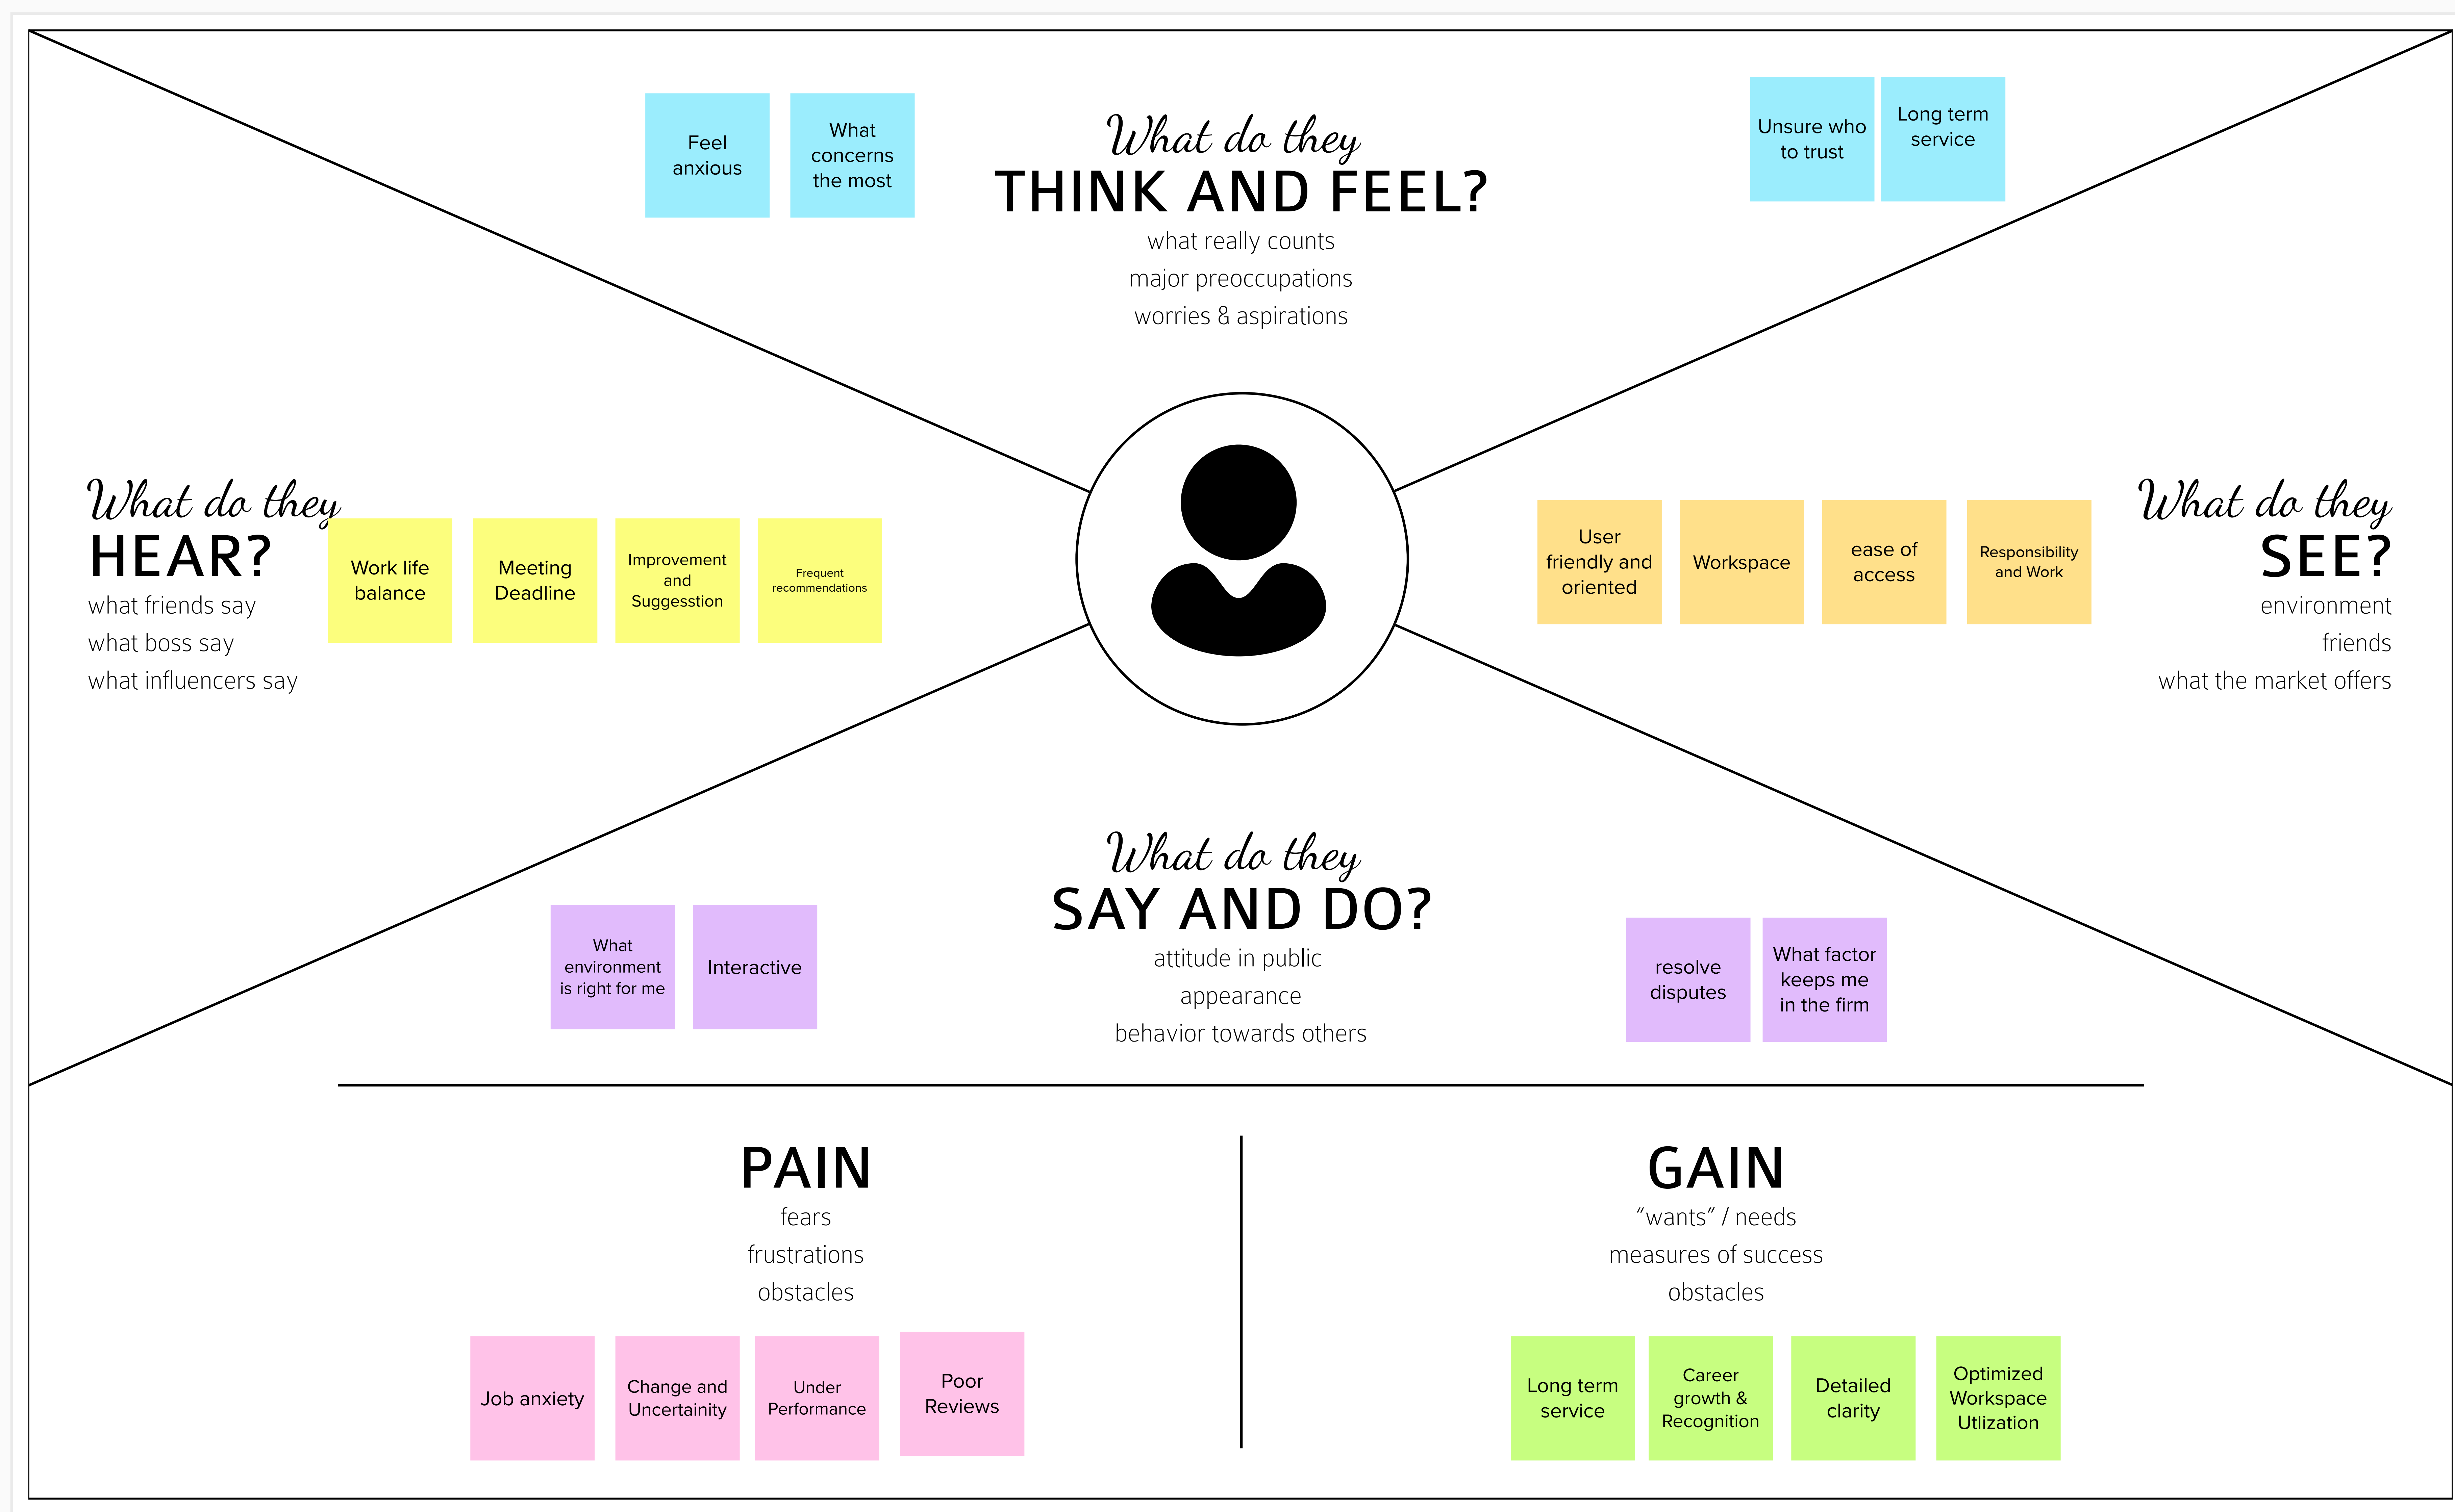 Feel
anxious
What
concerns
the most
What do they
THINK AND FEEL?
what really counts
major preoccupations
worries & aspirations
Unsure who
to trust
Long term
service
What do they
HEAR?
what friends say
what boss say
what influencers say
Work life
balance
Meeting
Deadline
Improvement
and
Suggesstion
Frequent
recommendations
User
friendly and
oriented
Workspace
ease of
access
Responsibility
and Work
What do they
SEE?
environment
friends
what the market offers
What
environment
is right for me
Interactive
What do they
SAY AND DO?
attitude in public
appearance
behavior towards others
resolve
disputes
What factor
keeps me
in the firm
PAIN
fears
frustrations
obstacles
Job anxiety
Change and
Uncertainity
Under
Performance
Poor
Reviews
GAIN
“wants” / needs
measures of success
obstacles
Long term
service
Career
growth &
Recognition
Detailed
clarity
Optimized
Workspace
Utlization